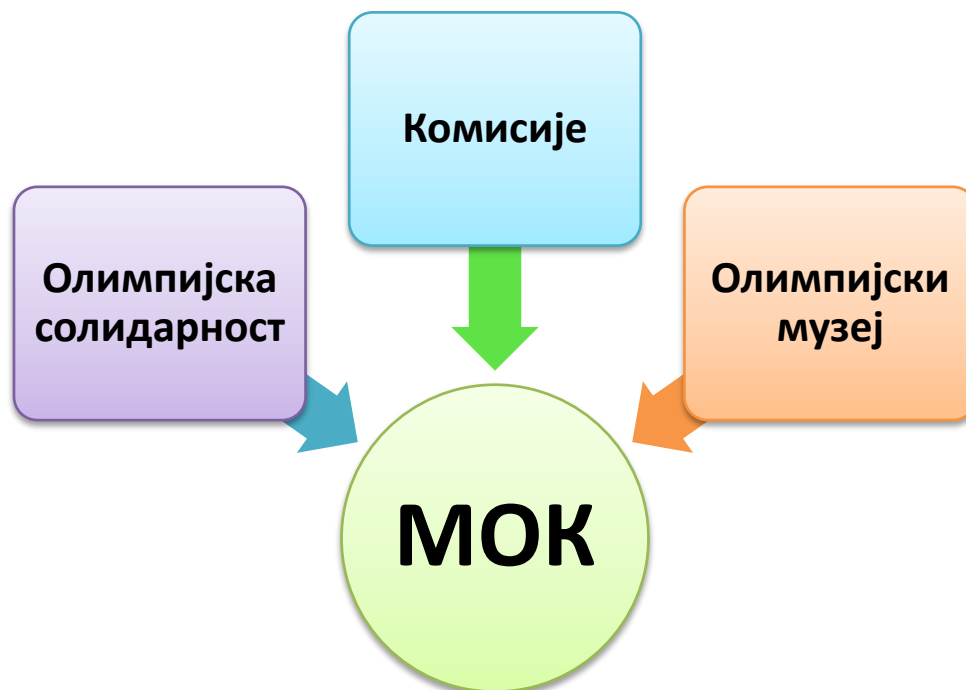 Комисије
Олимпијска
солидарност
Олимпијски
музеј
МОК